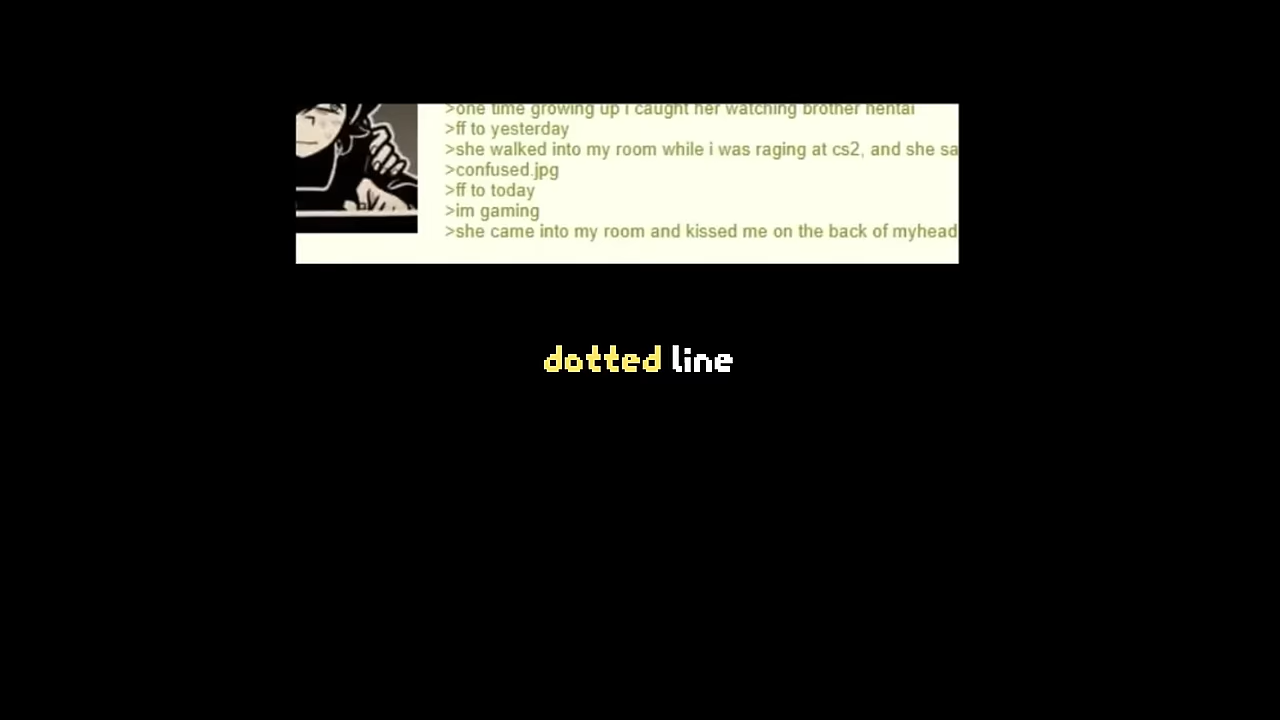 >one time growing up i caught her watching brother hentai
>ff to yesterday
>she walked into my room while i was raging at cs2, and she sa
>confused.jpg
>ff to today
>im gaming
>she came into my room and kissed me on the back of myhead
dotted line